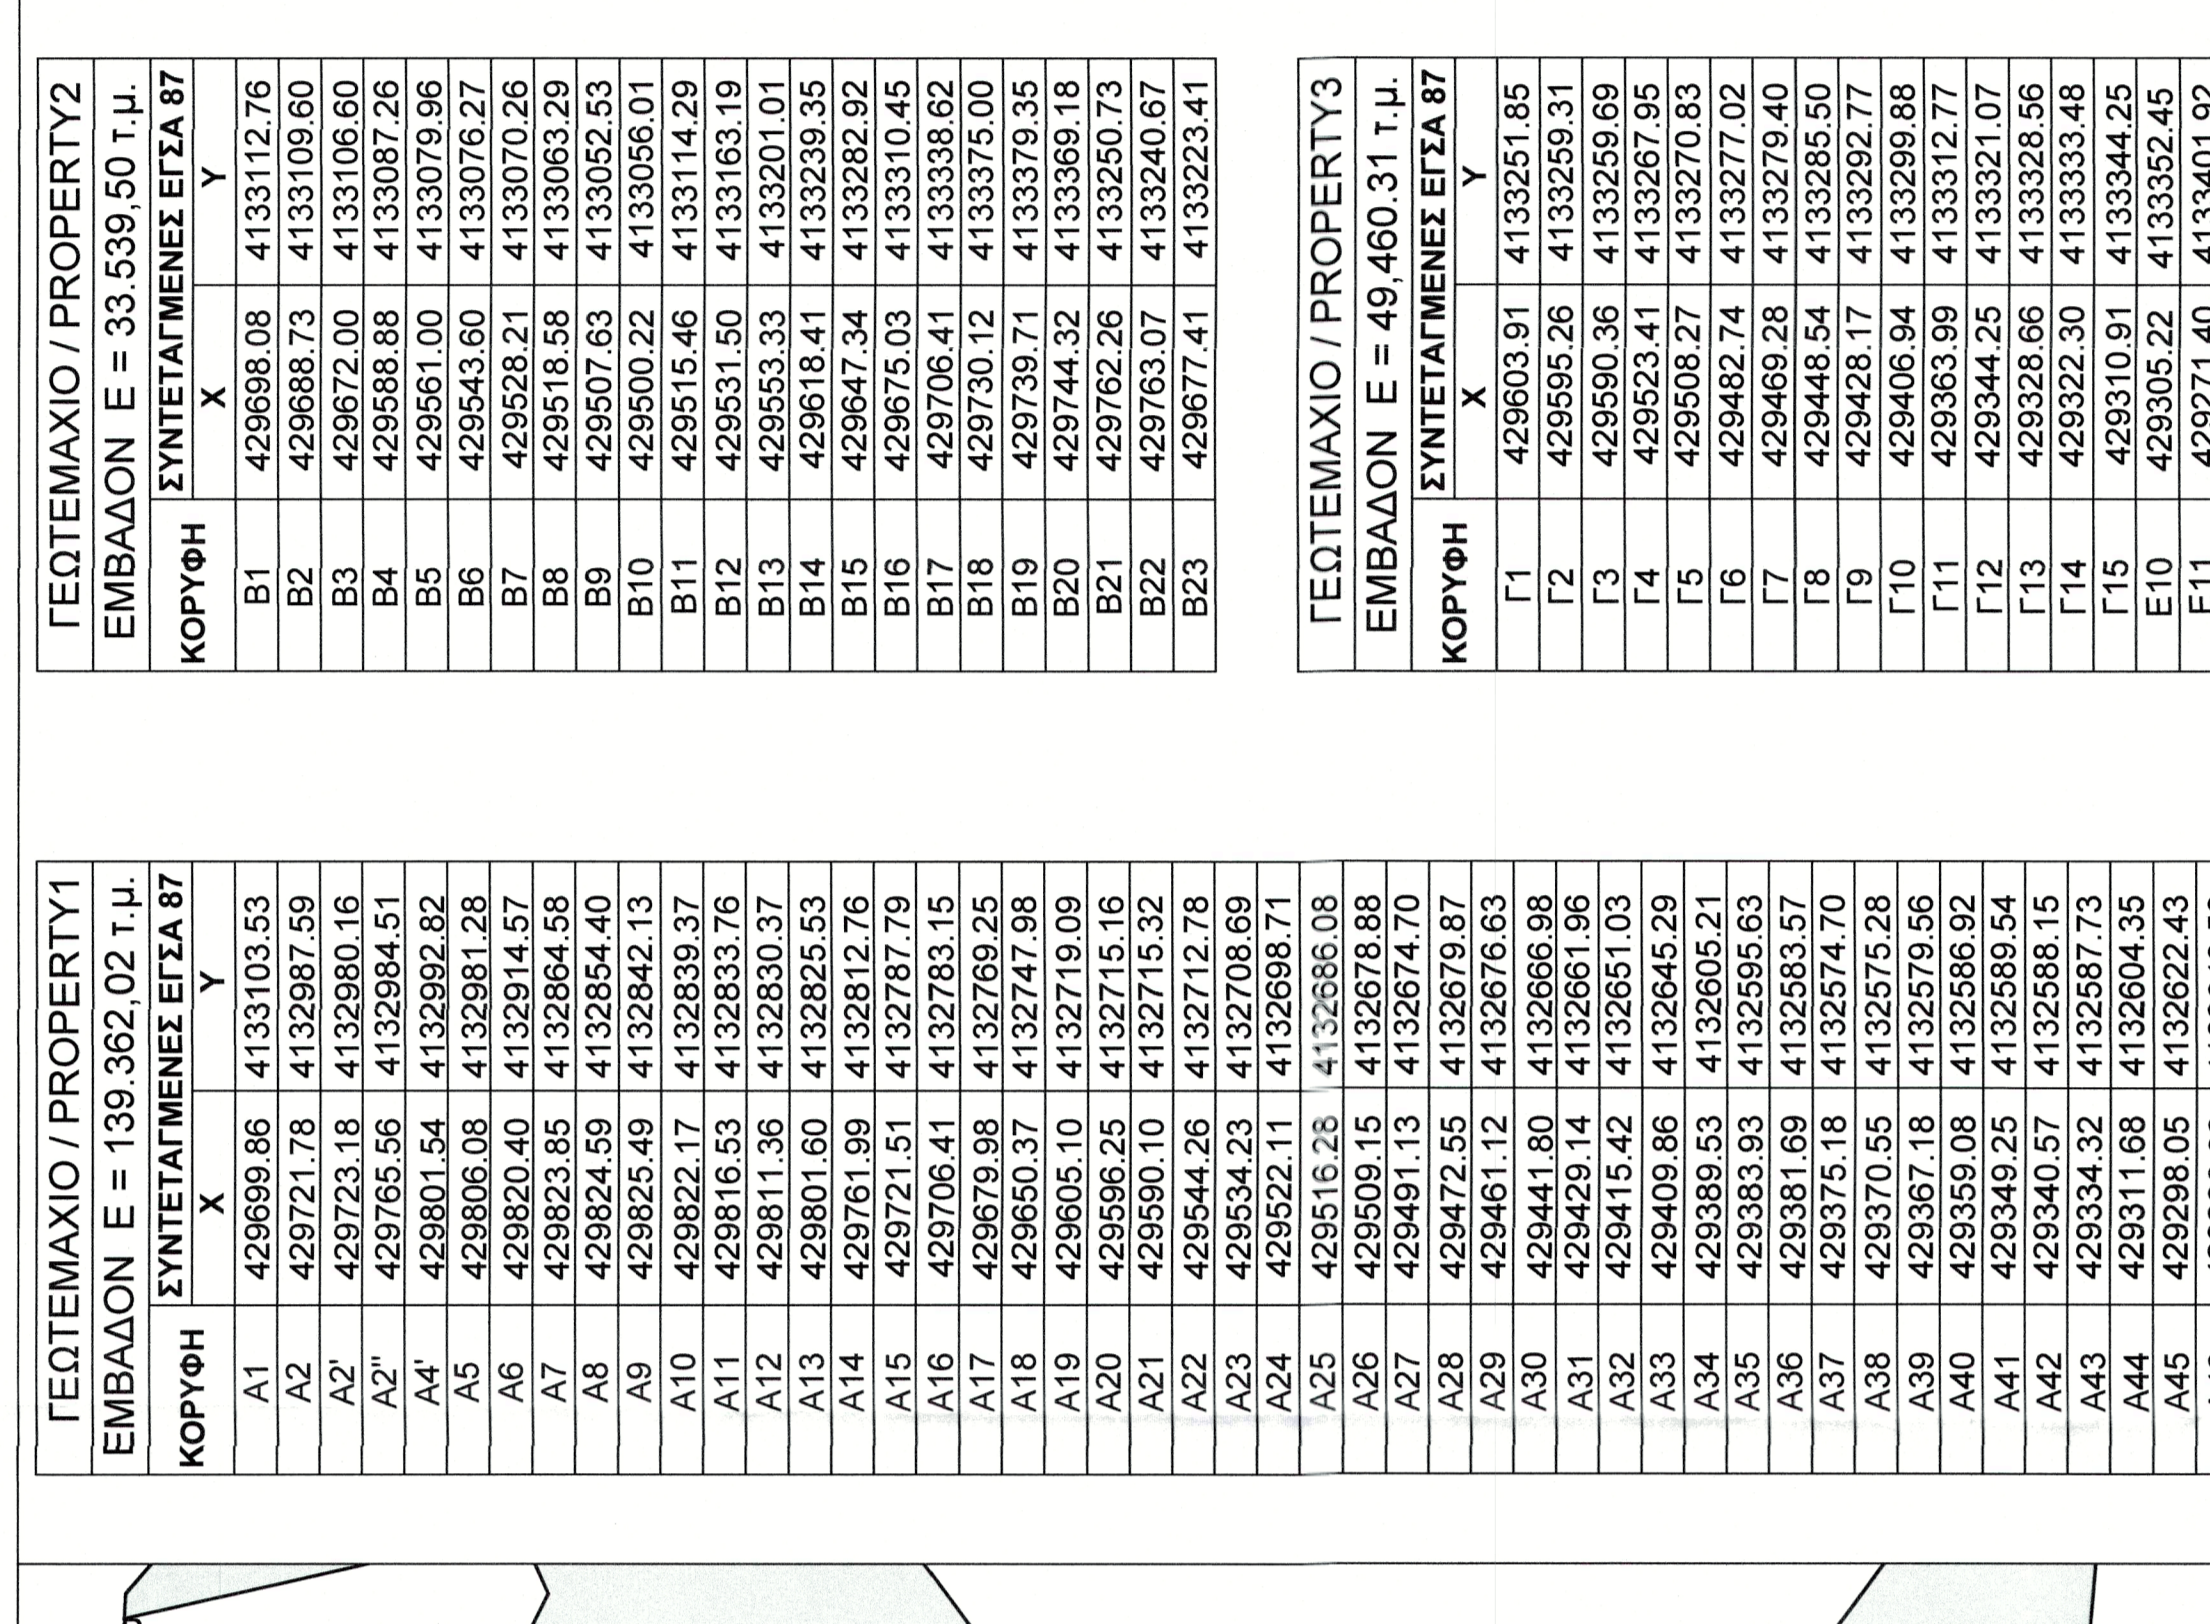 ΓΕΩΤΕΜΑΧΙΟ / PROPERTY1
ΕΜΒΑΔΟΝ Ε = 139.362,02 τ.μ.
ΚΟΡΥΦΗ ΣΥΝΤΕΤΑΓΜΕΝΕΣ ΕΓΣΑ 87
X Y
A1 429699.86 4133103.53
A2 429721.78 4132987.59
A2' 429723.18 4132980.16
A2'' 429765.56 4132984.51
A4' 429801.54 4132992.82
A5 429806.08 4132981.28
A6 429820.40 4132914.57
A7 429823.85 4132864.58
A8 429824.59 4132854.40
A9 429825.49 4132842.13
A10 429822.17 4132839.37
A11 429816.53 4132833.76
A12 429811.36 4132830.37
A13 429801.60 4132825.53
A14 429761.99 4132812.76
A15 429721.51 4132787.79
A16 429706.41 4132783.15
A17 429679.98 4132769.25
A18 429650.37 4132747.98
A19 429605.10 4132719.09
A20 429596.25 4132715.16
A21 429590.10 4132715.32
A22 429544.26 4132712.78
A23 429534.23 4132708.69
A24 429522.11 4132698.71
A25 429516.28 4132686.08
A26 429509.15 4132678.88
A27 429491.13 4132674.70
A28 429472.55 4132679.87
A29 429461.12 4132676.63
A30 429441.80 4132666.98
A31 429429.14 4132661.96
A32 429415.42 4132651.03
A33 429409.86 4132645.29
A34 429389.53 4132605.21
A35 429383.93 4132595.63
A36 429381.69 4132583.57
A37 429375.18 4132574.70
A38 429370.55 4132575.28
A39 429367.18 4132579.56
A40 429359.08 4132586.92
A41 429349.25 4132589.54
A42 429340.57 4132588.15
A43 429334.32 4132587.73
A44 429311.68 4132604.35
A45 429298.05 4132622.43
ΓΕΩΤΕΜΑΧΙΟ / PROPERTY2
ΕΜΒΑΔΟΝ Ε = 33.539,50 τ.μ.
ΚΟΡΥΦΗ ΣΥΝΤΕΤΑΓΜΕΝΕΣ ΕΓΣΑ 87
X Y
B1 429698.08 4133112.76
B2 429688.73 4133109.60
B3 429672.00 4133106.60
B4 429588.88 4133087.26
B5 429561.00 4133079.96
B6 429543.60 4133076.27
B7 429528.21 4133070.26
B8 429518.58 4133063.29
B9 429507.63 4133052.53
B10 429500.22 4133056.01
B11 429515.46 4133114.29
B12 429531.50 4133163.19
B13 429553.33 4133201.01
B14 429618.41 4133239.35
B15 429647.34 4133282.92
B16 429675.03 4133310.45
B17 429706.41 4133338.62
B18 429730.12 4133375.00
B19 429739.71 4133379.35
B20 429744.32 4133369.18
B21 429762.26 4133250.73
B22 429763.07 4133240.67
B23 429677.41 4133223.41
ΓΕΩΤΕΜΑΧΙΟ / PROPERTY3
ΕΜΒΑΔΟΝ Ε = 49,460.31 τ.μ.
ΚΟΡΥΦΗ ΣΥΝΤΕΤΑΓΜΕΝΕΣ ΕΓΣΑ 87
X Y
Γ1 429603.91 4133251.85
Γ2 429595.26 4133259.31
Γ3 429590.36 4133259.69
Γ4 429523.41 4133267.95
Γ5 429508.27 4133270.83
Γ6 429482.74 4133277.02
Γ7 429469.28 4133279.40
Γ8 429448.54 4133285.50
Γ9 429428.17 4133292.77
Γ10 429406.94 4133299.88
Γ11 429363.99 4133312.77
Γ12 429344.25 4133321.07
Γ13 429328.66 4133328.56
Γ14 429322.30 4133333.48
Γ15 429310.91 4133344.25
E10 429305.22 4133352.45
E11 429271.40 4133401.92